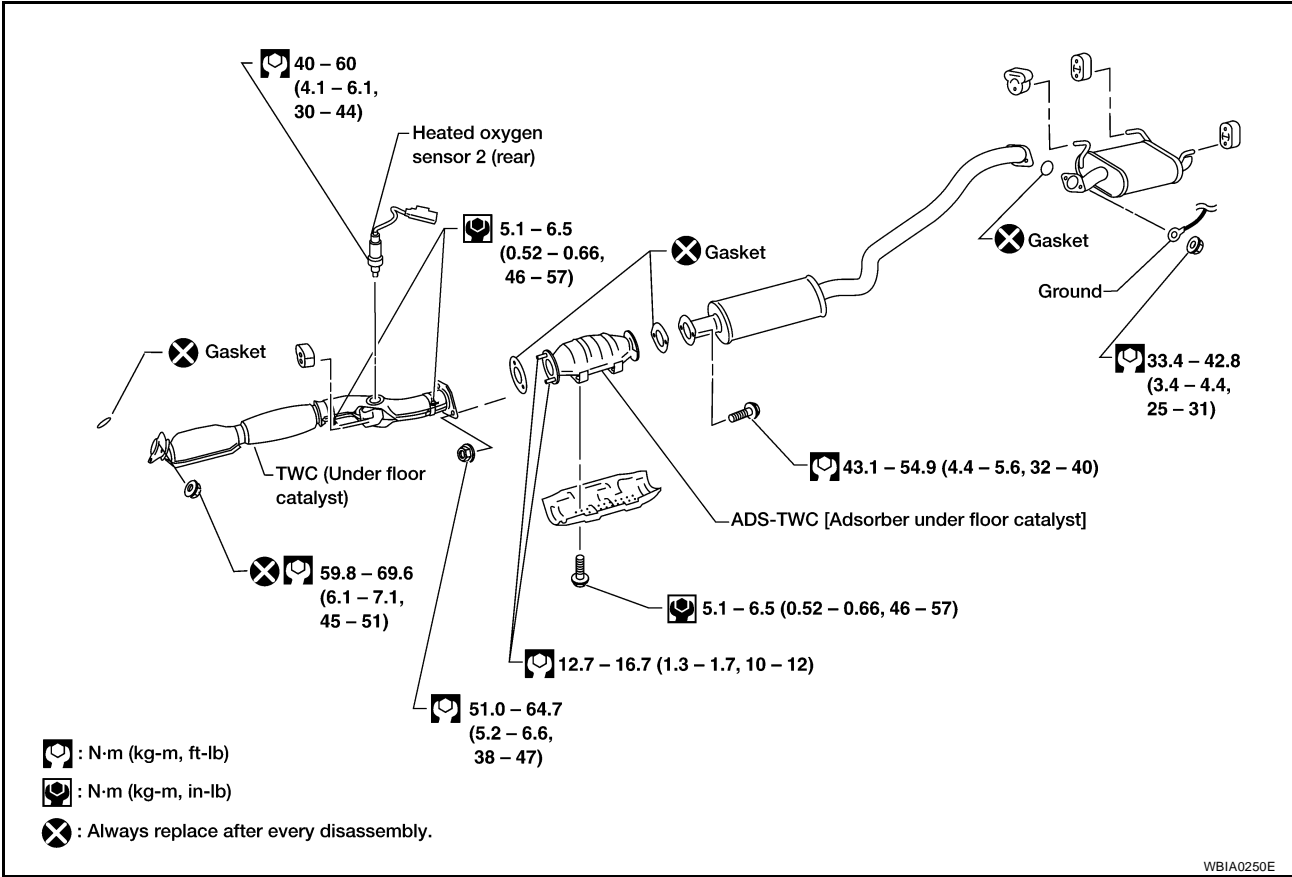 40 – 60
(4.1 – 6.1,
30 – 44)
Heated oxygen
sensor 2 (rear)
5.1 – 6.5
(0.52 – 0.66,
46 – 57)
Gasket
Gasket
Ground
Gasket
33.4 – 42.8
(3.4 – 4.4,
25 – 31)
TWC (Under floor
catalyst)
43.1 – 54.9 (4.4 – 5.6, 32 – 40)
ADS-TWC [Adsorber under floor catalyst]
59.8 – 69.6
(6.1 – 7.1,
45 – 51)
5.1 – 6.5 (0.52 – 0.66, 46 – 57)
12.7 – 16.7 (1.3 – 1.7, 10 – 12)
51.0 – 64.7
(5.2 – 6.6,
38 – 47)
: N·m (kg-m, ft-lb)
: N·m (kg-m, in-lb)
: Always replace after every disassembly.
WBIA0250E